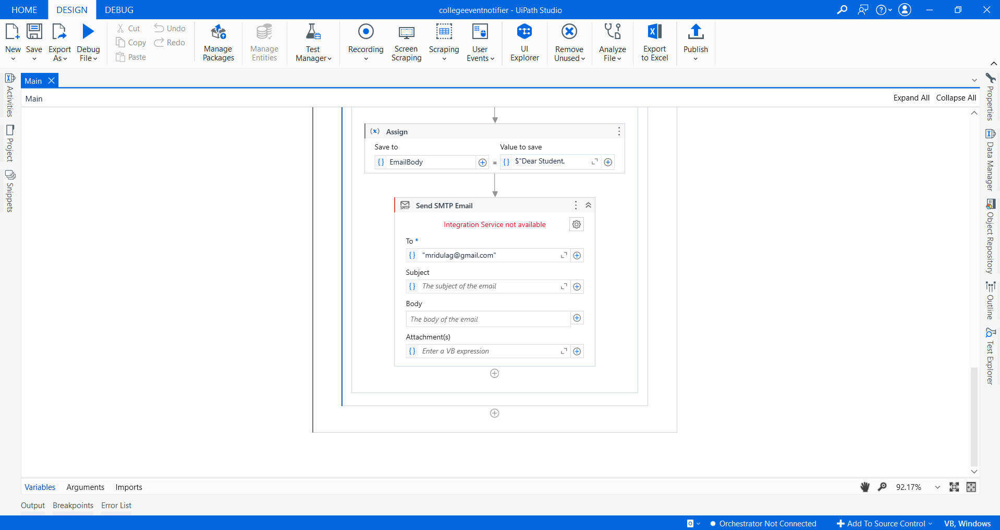 HOME DESIGN DEBUG
collegeeventnotifier - UiPath Studio
New
Save
Export As
Debug File
Cut
Copy
Paste
Undo
Redo
Manage Packages
Manage Entities
Test Manager
Recording
Screen Scraping
Scraping
User Events
UI Explorer
Remove Unused
Analyze File
Export to Excel
Publish
Activities
Project
Snippets
Main
Main
Expand All Collapse All
(x) Assign
Save to
Value to save
{} EmailBody
=
{} $"Dear Student,
SMTP
Send SMTP Email
Integration Service not available
To *
{} "mridulag@gmail.com"
Subject
{} The subject of the email
Body
The body of the email
Attachment(s)
{} Enter a VB expression
Properties
Data Manager
Object Repository
Outline
Test Explorer
Variables Arguments Imports
92.17%
Output Breakpoints Error List
Orchestrator Not Connected
Add To Source Control
VB, Windows